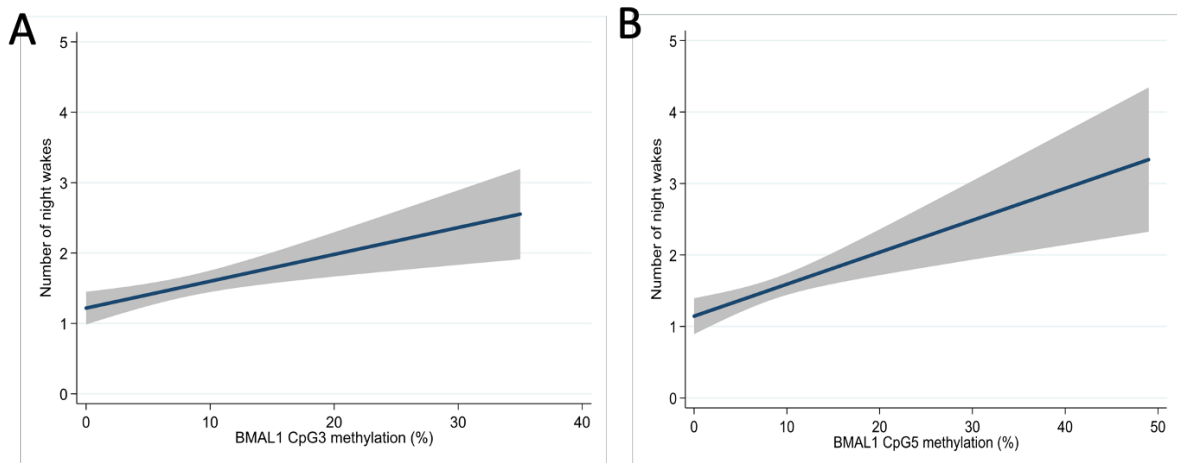 A
Number of night wakes
5
4
3
2
1
0
0 10 20 30 40
BMAL1 CpG3 methylation (%)
B
Number of night wakes
5
4
3
2
1
0
0 10 20 30 40 50
BMAL1 CpG5 methylation (%)